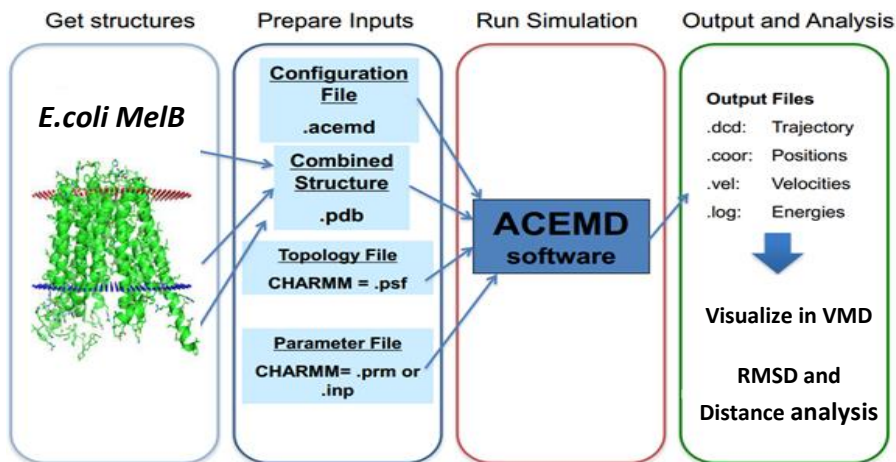 Get structures
Prepare Inputs
Run Simulation
Output and Analysis
E.coli MelB
Configuration
File
.acemd
Combined
Structure
.pdb
Topology File
CHARMM = .psf
Parameter File
CHARMM= .prm or
.inp
ACEMD
software
Output Files
.dcd: Trajectory
.coor: Positions
.vel: Velocities
.log: Energies
Visualize in VMD
RMSD and
Distance analysis